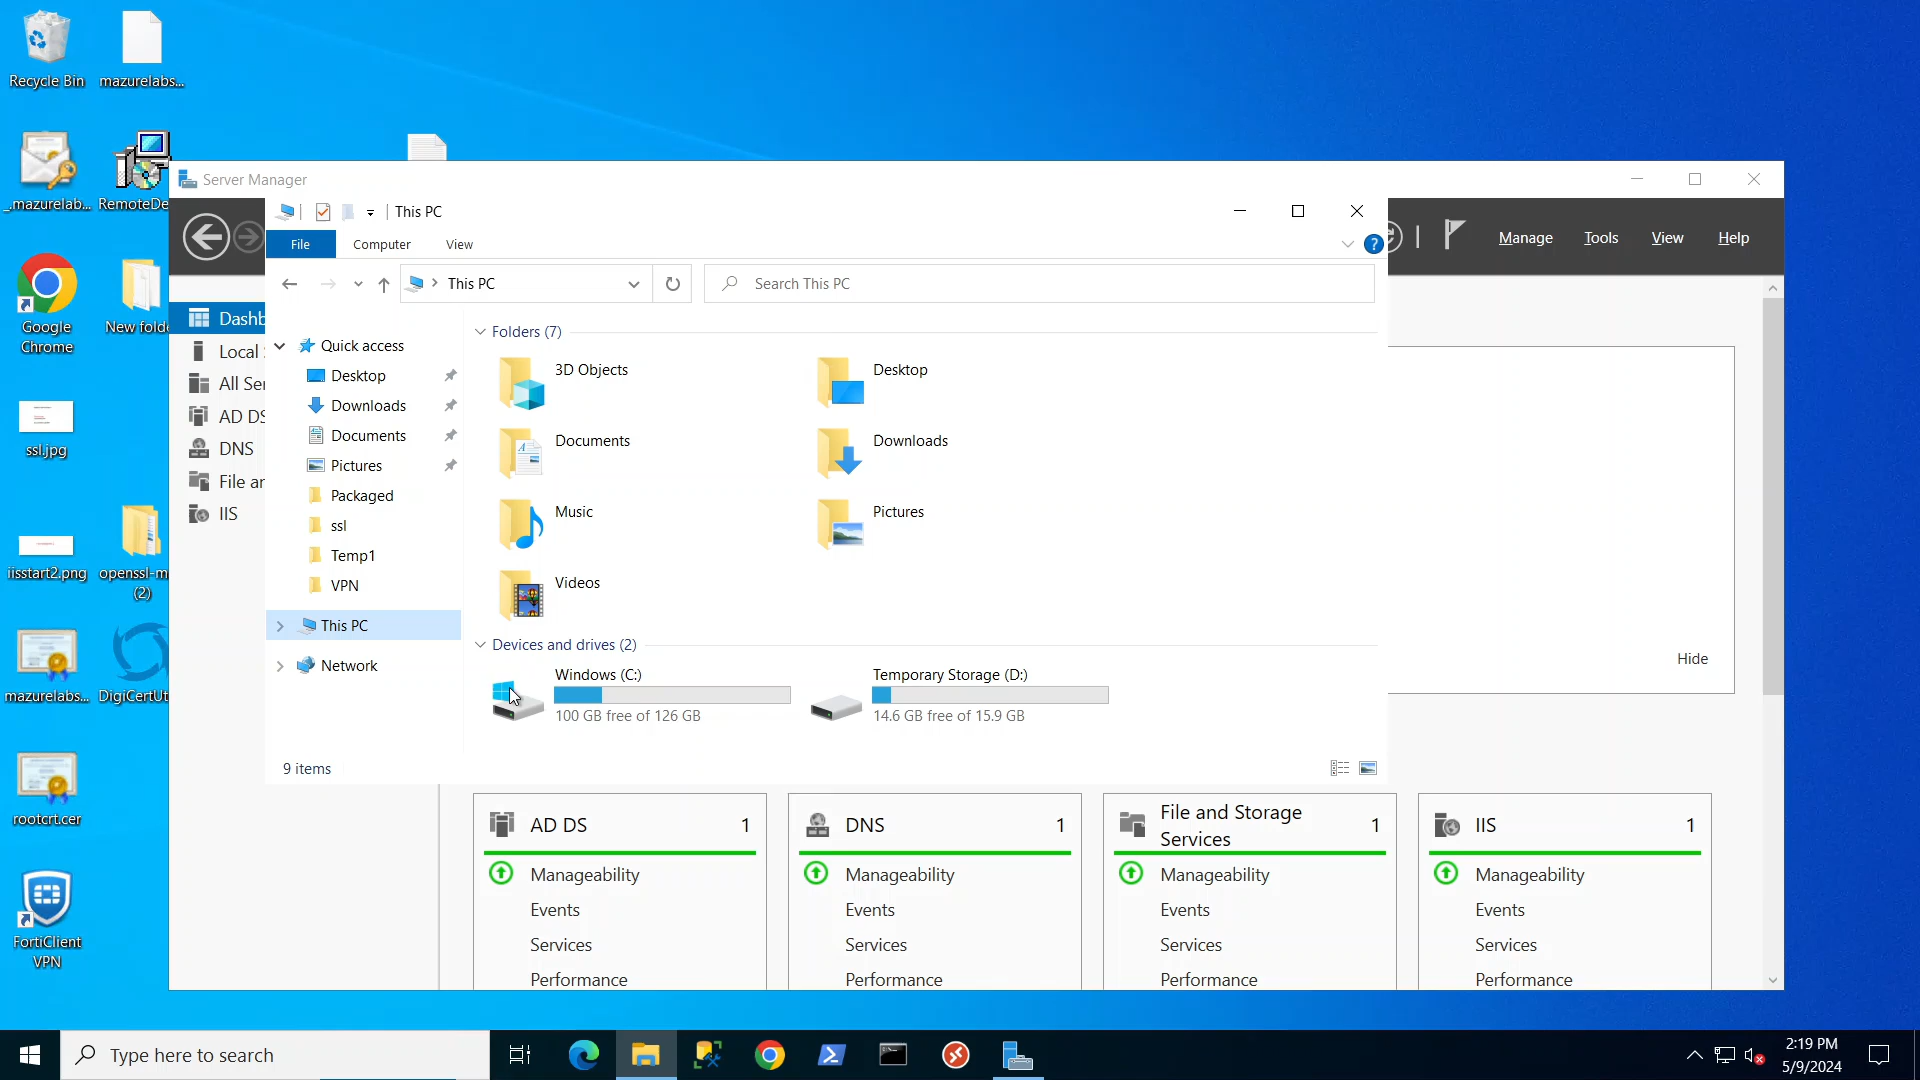 Recycle Bin
mazurelabs...
_.mazurelab...
RemoteDe
Google
Chrome
New folde
ssl.jpg
iisstart2.png
openssl-m
(2)
mazurelabs...
DigiCertUt
rootcrt.cer
FortiClient
VPN
Server Manager
Manage
Tools
View
Help
Dashb
Local
All Ser
AD DS
DNS
File an
IIS
This PC
File
Computer
View
?
This PC
Search This PC
Quick access
Desktop
Downloads
Documents
Pictures
Packaged
ssl
Temp1
VPN
This PC
Network
Folders (7)
3D Objects
Desktop
Documents
Downloads
Music
Pictures
Videos
Devices and drives (2)
Windows (C:)
100 GB free of 126 GB
Temporary Storage (D:)
14.6 GB free of 15.9 GB
9 items
Hide
AD DS 1
Manageability
Events
Services
Performance
DNS 1
Manageability
Events
Services
Performance
File and Storage
Services 1
Manageability
Events
Services
Performance
IIS 1
Manageability
Events
Services
Performance
Type here to search
2:19 PM
5/9/2024